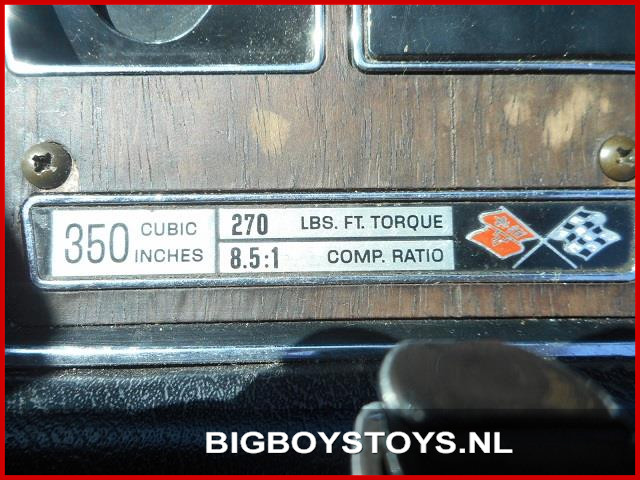 350 CUBIC INCHES
270 LBS. FT. TORQUE
8.5:1 COMP. RATIO
BIGBOYSTOYS.NL